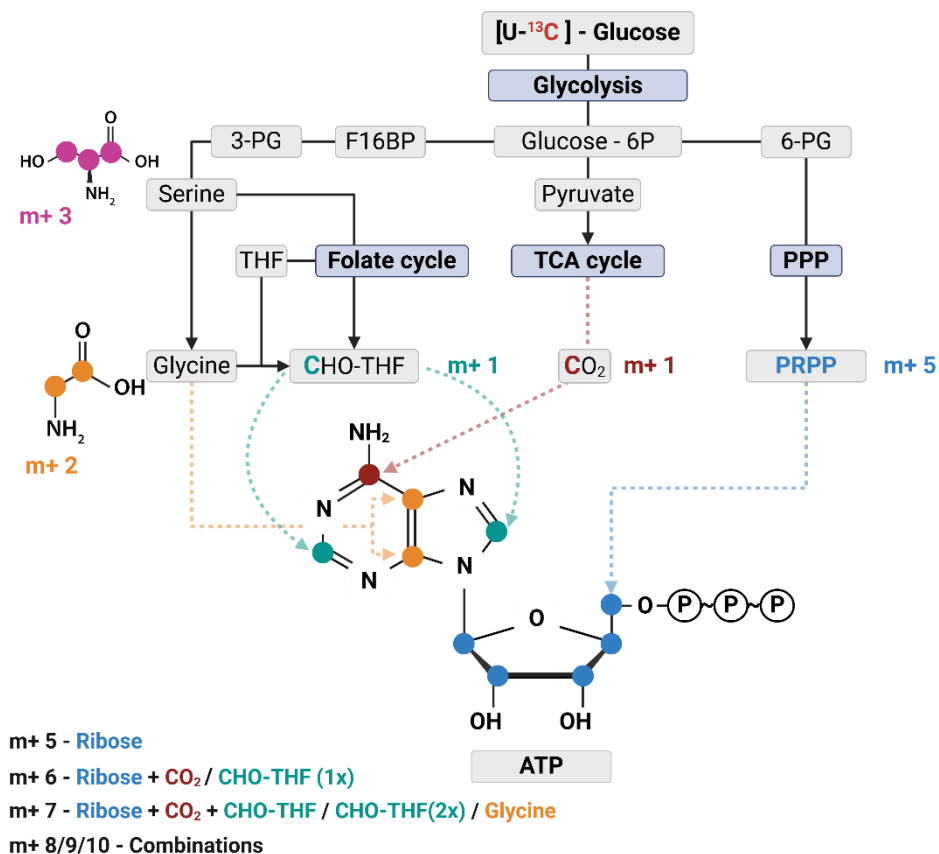 [U-¹³C] - Glucose
Glycolysis
3-PG
F16BP
Glucose - 6P
6-PG
O
HO
OH
NH₂
m+ 3
Serine
Pyruvate
THF
Folate cycle
TCA cycle
PPP
O
OH
NH₂
m+ 2
Glycine
CHO-THF
m+ 1
CO₂
m+ 1
PRPP
m+ 5
NH₂
N
N
N
N
O
O
P
P
P
OH
OH
ATP
m+ 5 - Ribose
m+ 6 - Ribose + CO₂ / CHO-THF (1x)
m+ 7 - Ribose + CO₂ + CHO-THF / CHO-THF(2x) / Glycine
m+ 8/9/10 - Combinations